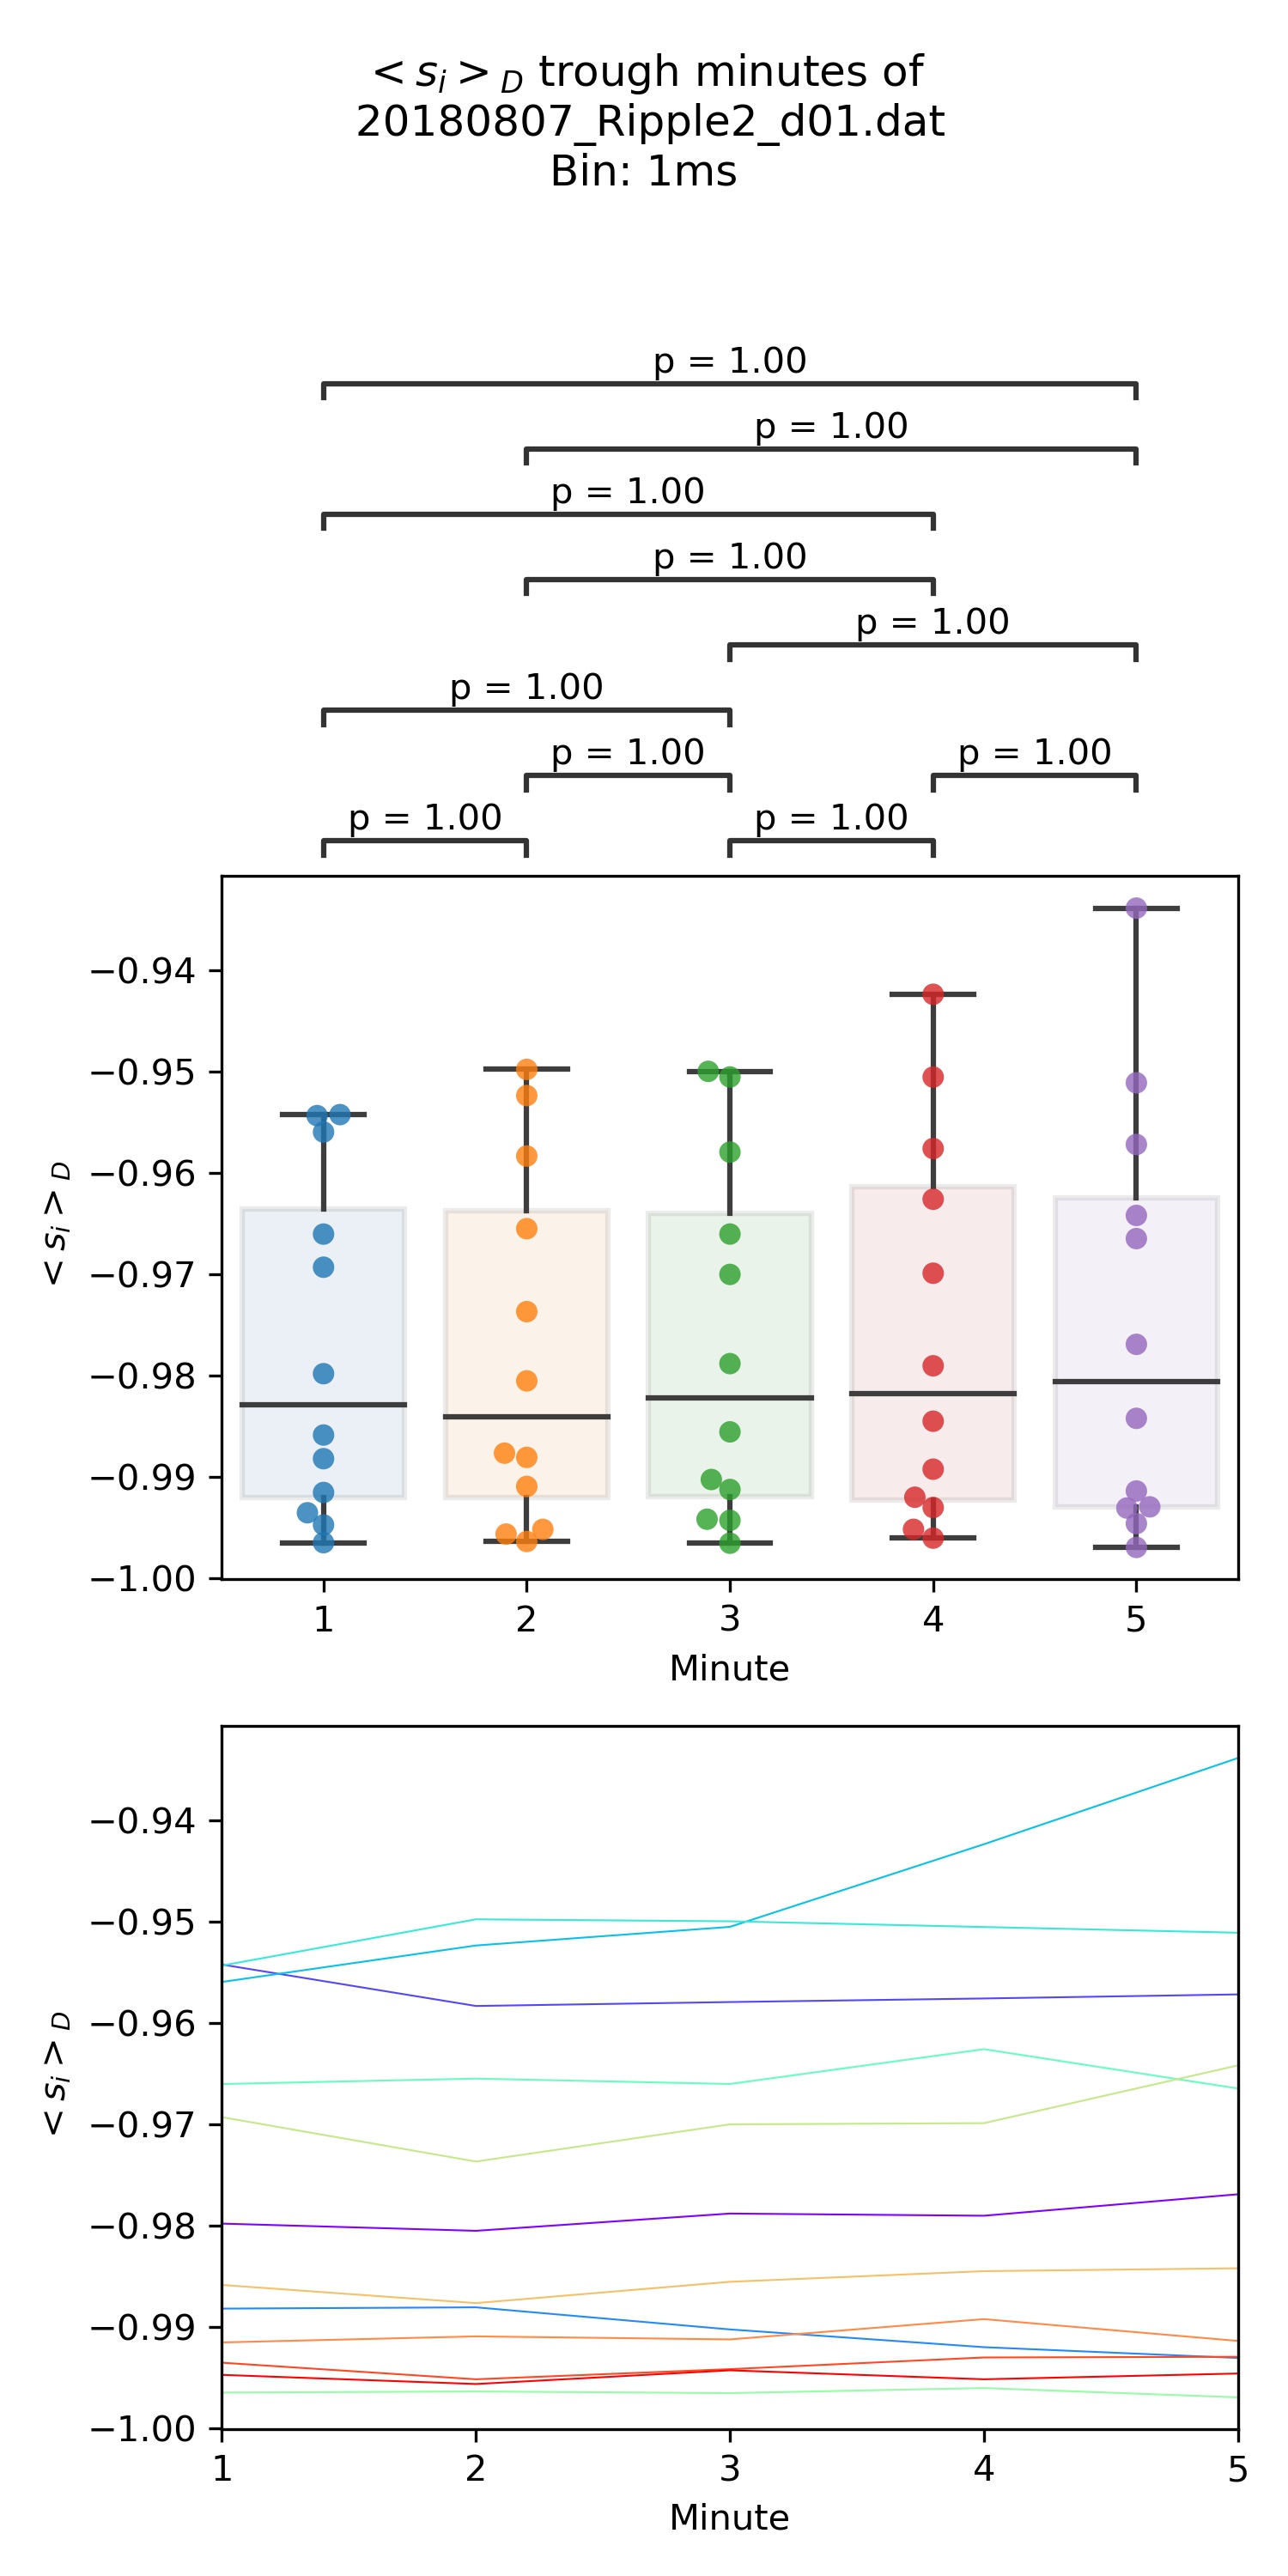 < s_i >_D trough minutes of
20180807_Ripple2_d01.dat
Bin: 1ms
p = 1.00
p = 1.00
p = 1.00
p = 1.00
p = 1.00
p = 1.00
p = 1.00 p = 1.00
p = 1.00 p = 1.00
−0.94
−0.95
−0.96
−0.97
−0.98
−0.99
−1.00
< s_i >_D
1 2 3 4 5
Minute
−0.94
−0.95
−0.96
−0.97
−0.98
−0.99
−1.00
< s_i >_D
1 2 3 4 5
Minute